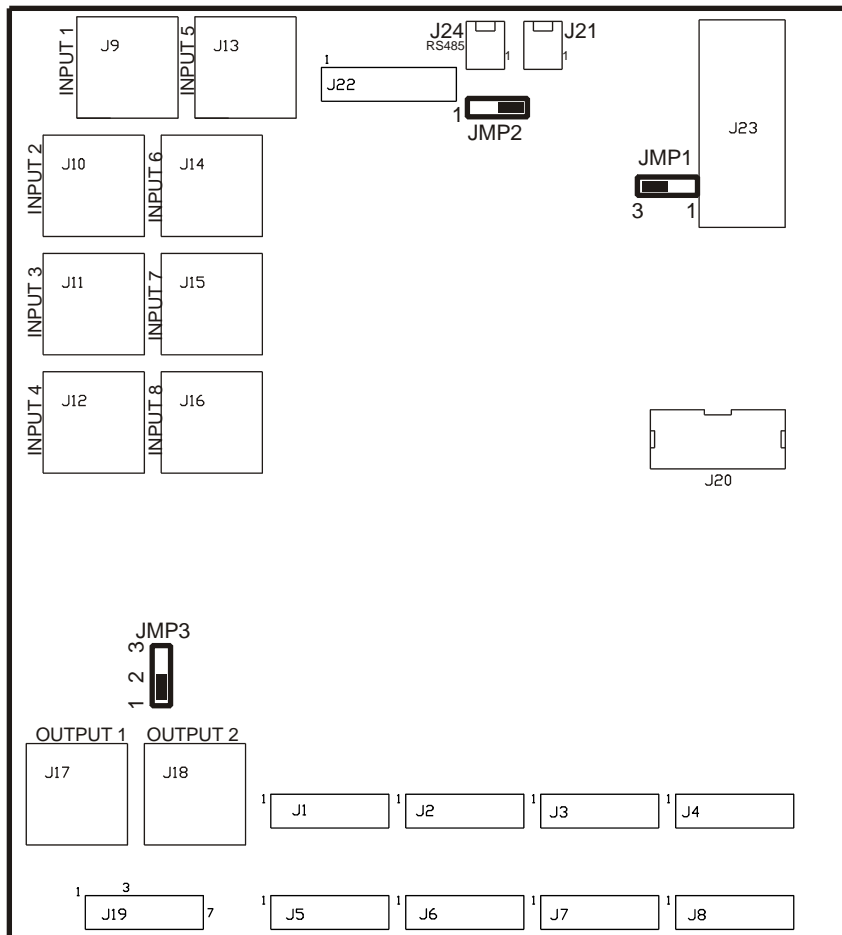 INPUT 1
J9
INPUT 5
J13
J24
RS485
1
J21
1
1
J22
1
JMP2
J23
JMP1
3 1
INPUT 2
J10
INPUT 6
J14
INPUT 3
J11
INPUT 7
J15
INPUT 4
J12
INPUT 8
J16
J20
JMP3
1 2 3
OUTPUT 1
J17
OUTPUT 2
J18
1
J1
1
J2
1
J3
1
J4
1
3
J19
7
1
J5
1
J6
1
J7
1
J8